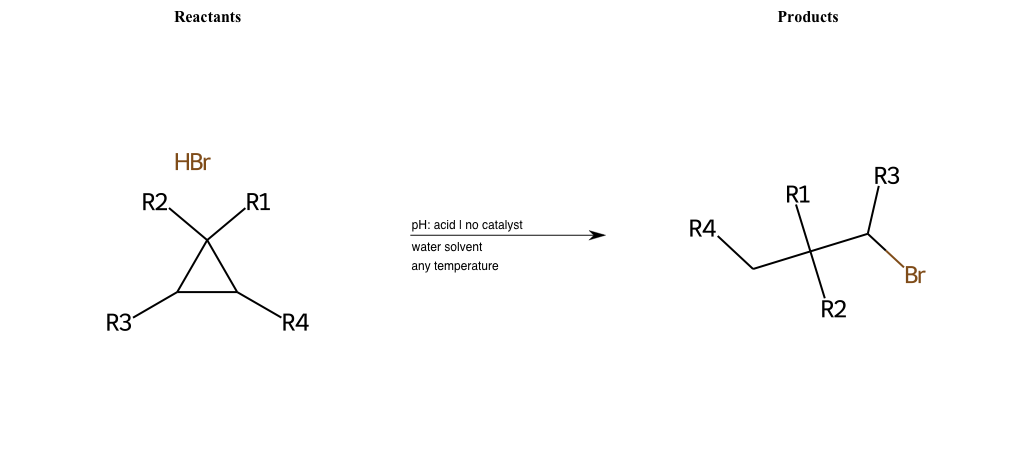 Reactants
Products
HBr
R2
R1
R3
R4
pH: acid | no catalyst
water solvent
any temperature
R3
R1
R4
Br
R2